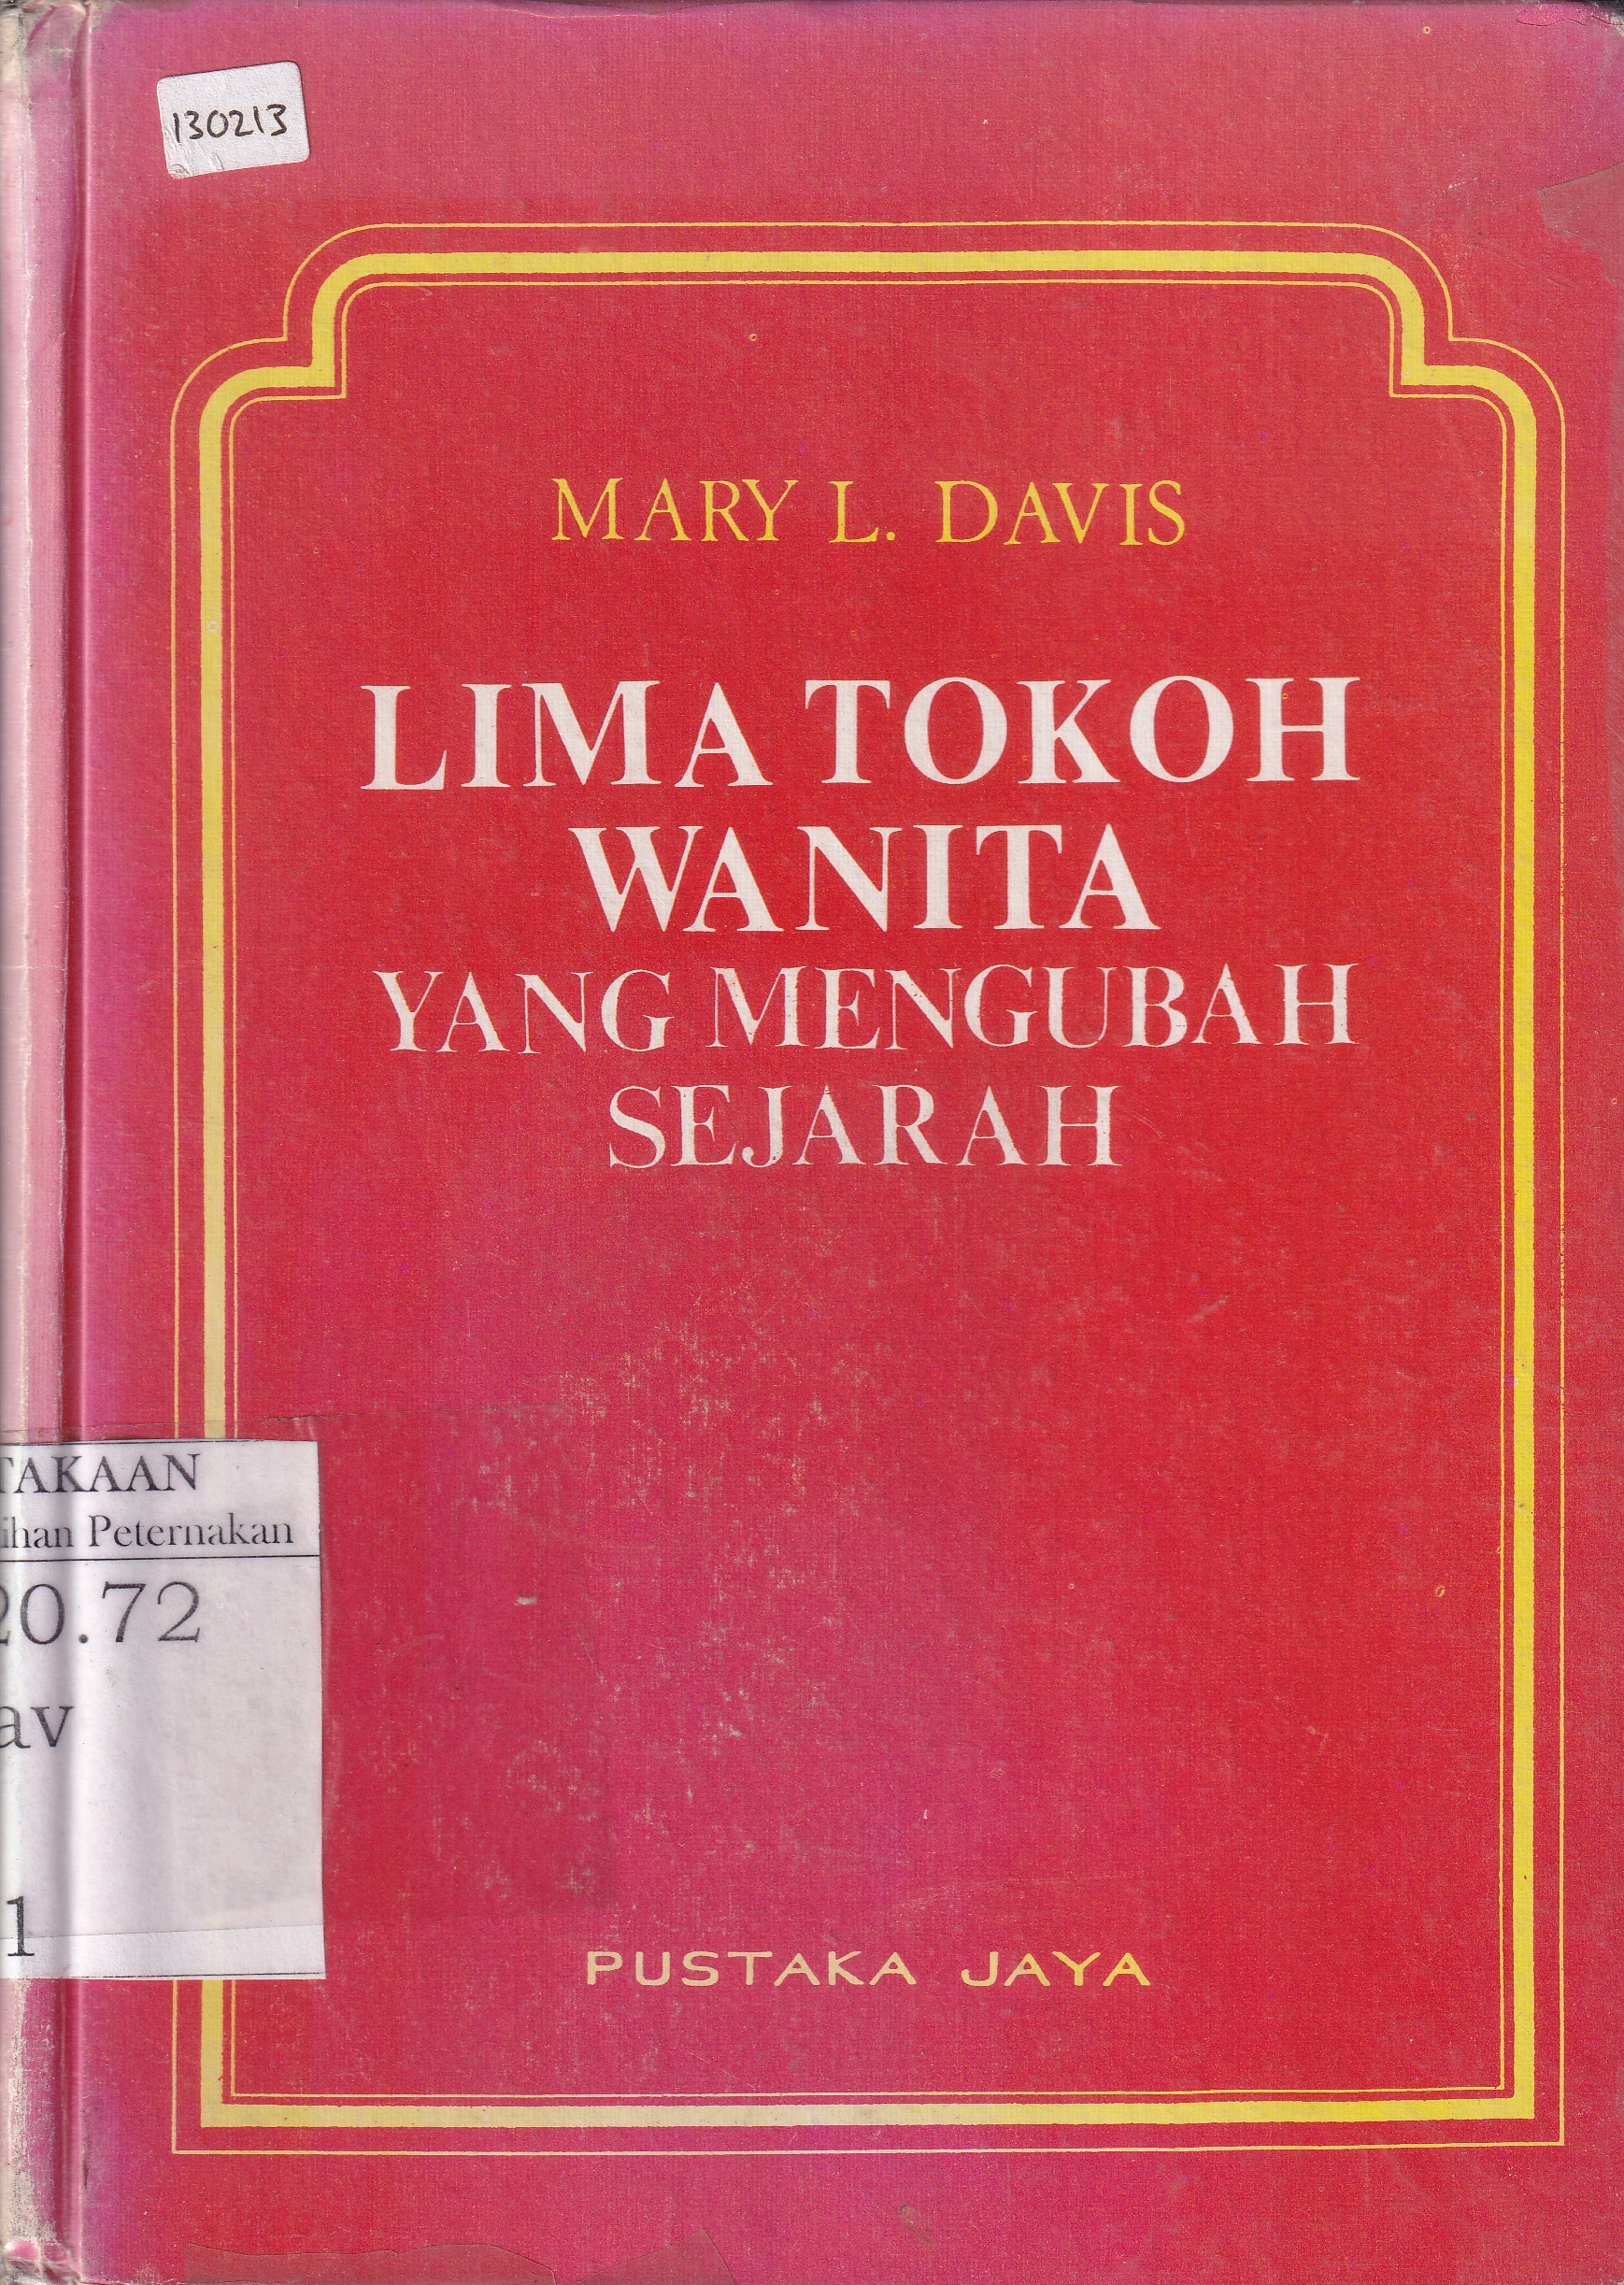 130213
MARY L. DAVIS
LIMA TOKOH
WANITA
YANG MENGUBAH
SEJARAH
TAKAAN
ihan Peternakan
20.72
av
1
PUSTAKA JAYA